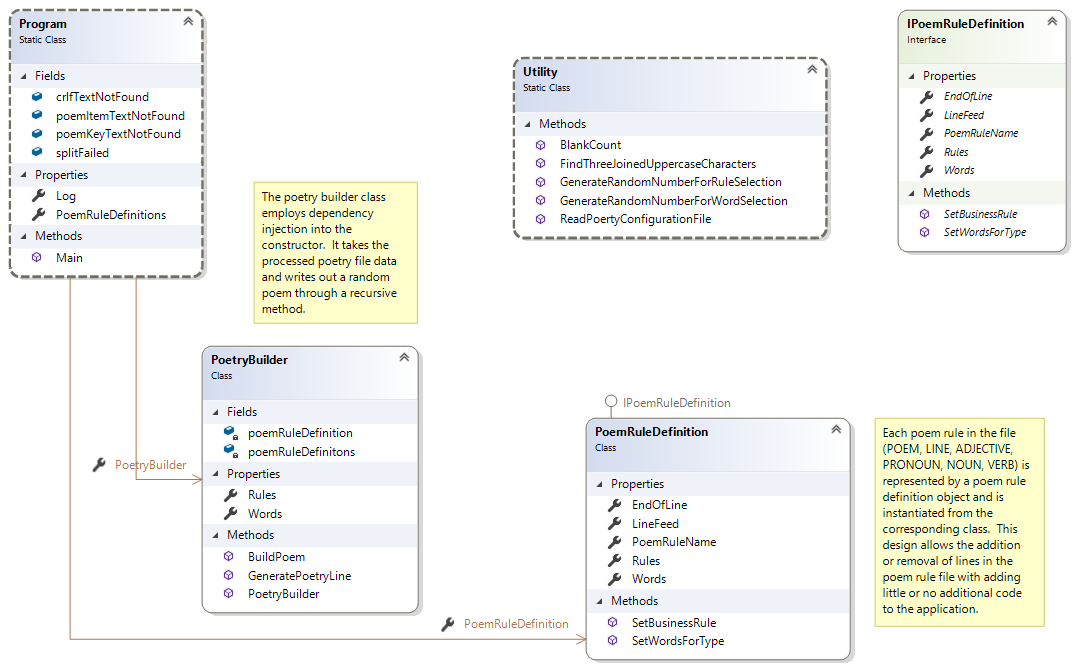 Program
Static Class
Fields
crlfTextNotFound
poemItemTextNotFound
poemKeyTextNotFound
splitFailed
Properties
Log
PoemRuleDefinitions
Methods
Main
The poetry builder class
employs dependency
injection into the
constructor.  It takes the
processed poetry file data
and writes out a random
poem through a recursive
method.
Utility
Static Class
Methods
BlankCount
FindThreeJoinedUppercaseCharacters
GenerateRandomNumberForRuleSelection
GenerateRandomNumberForWordSelection
ReadPoertyConfigurationFile
IPoemRuleDefinition
Interface
Properties
EndOfLine
LineFeed
PoemRuleName
Rules
Words
Methods
SetBusinessRule
SetWordsForType
PoetryBuilder
PoetryBuilder
Class
Fields
poemRuleDefinition
poemRuleDefinitons
Properties
Rules
Words
Methods
BuildPoem
GeneratePoetryLine
PoetryBuilder
PoemRuleDefinition
IPoemRuleDefinition
PoemRuleDefinition
Class
Properties
EndOfLine
LineFeed
PoemRuleName
Rules
Words
Methods
SetBusinessRule
SetWordsForType
Each poem rule in the file
(POEM, LINE, ADJECTIVE,
PRONOUN, NOUN, VERB) is
represented by a poem rule
definition object and is
instantiated from the
corresponding class.  This
design allows the addition
or removal of lines in the
poem rule file with adding
little or no additional code
to the application.